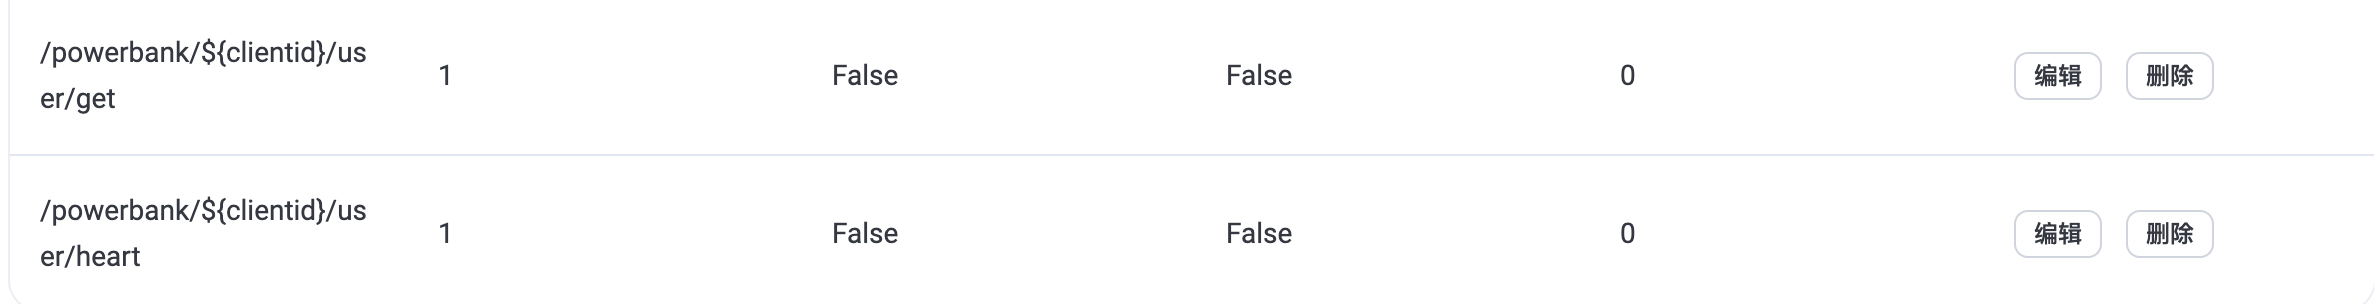 /powerbank/${clientid}/us
er/get
1
False
False
0
编辑
删除
/powerbank/${clientid}/us
er/heart
1
False
False
0
编辑
删除